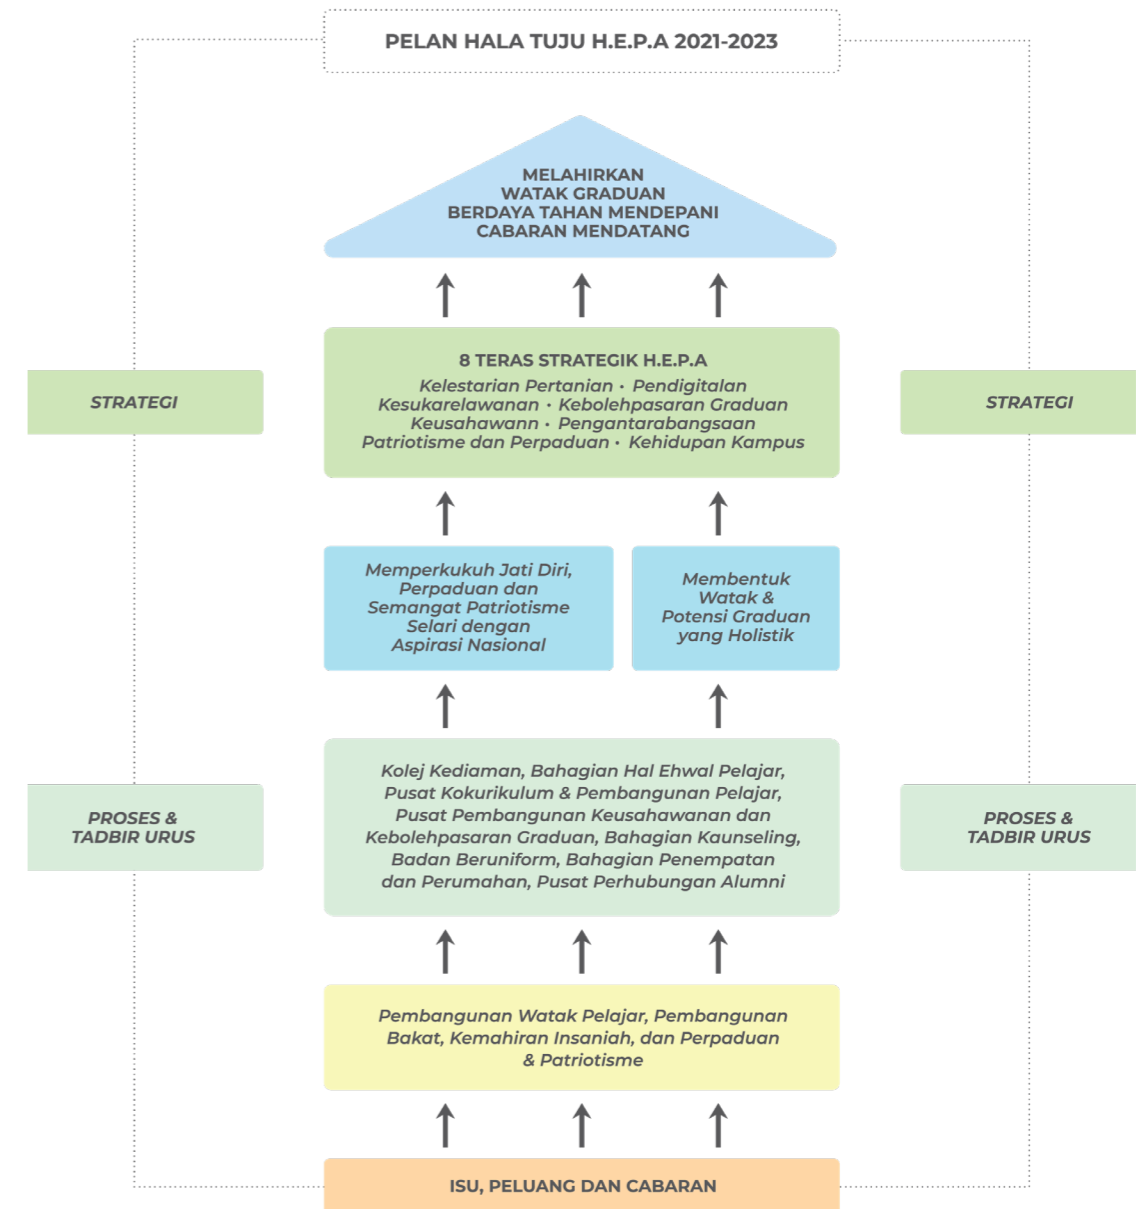 PELAN HALA TUJU H.E.P.A 2021-2023
MELAHIRKAN
WATAK GRADUAN
BERDAYA TAHAN MENDEPANI
CABARAN MENDATANG
8 TERAS STRATEGIK H.E.P.A
Kelestarian Pertanian • Pendigitalan
Kesukarelawanan • Kebolehpasaran Graduan
Keusahawann • Pengantarabangsaan
Patriotisme dan Perpaduan • Kehidupan Kampus
STRATEGI
STRATEGI
Memperkukuh Jati Diri,
Perpaduan dan
Semangat Patriotisme
Selari dengan
Aspirasi Nasional
Membentuk
Watak &
Potensi Graduan
yang Holistik
Kolej Kediaman, Bahagian Hal Ehwal Pelajar,
Pusat Kokurikulum & Pembangunan Pelajar,
Pusat Pembangunan Keusahawanan dan
Kebolehpasaran Graduan, Bahagian Kaunseling,
Badan Beruniform, Bahagian Penempatan
dan Perumahan, Pusat Perhubungan Alumni
PROSES &
TADBIR URUS
PROSES &
TADBIR URUS
Pembangunan Watak Pelajar, Pembangunan
Bakat, Kemahiran Insaniah, dan Perpaduan
& Patriotisme
ISU, PELUANG DAN CABARAN